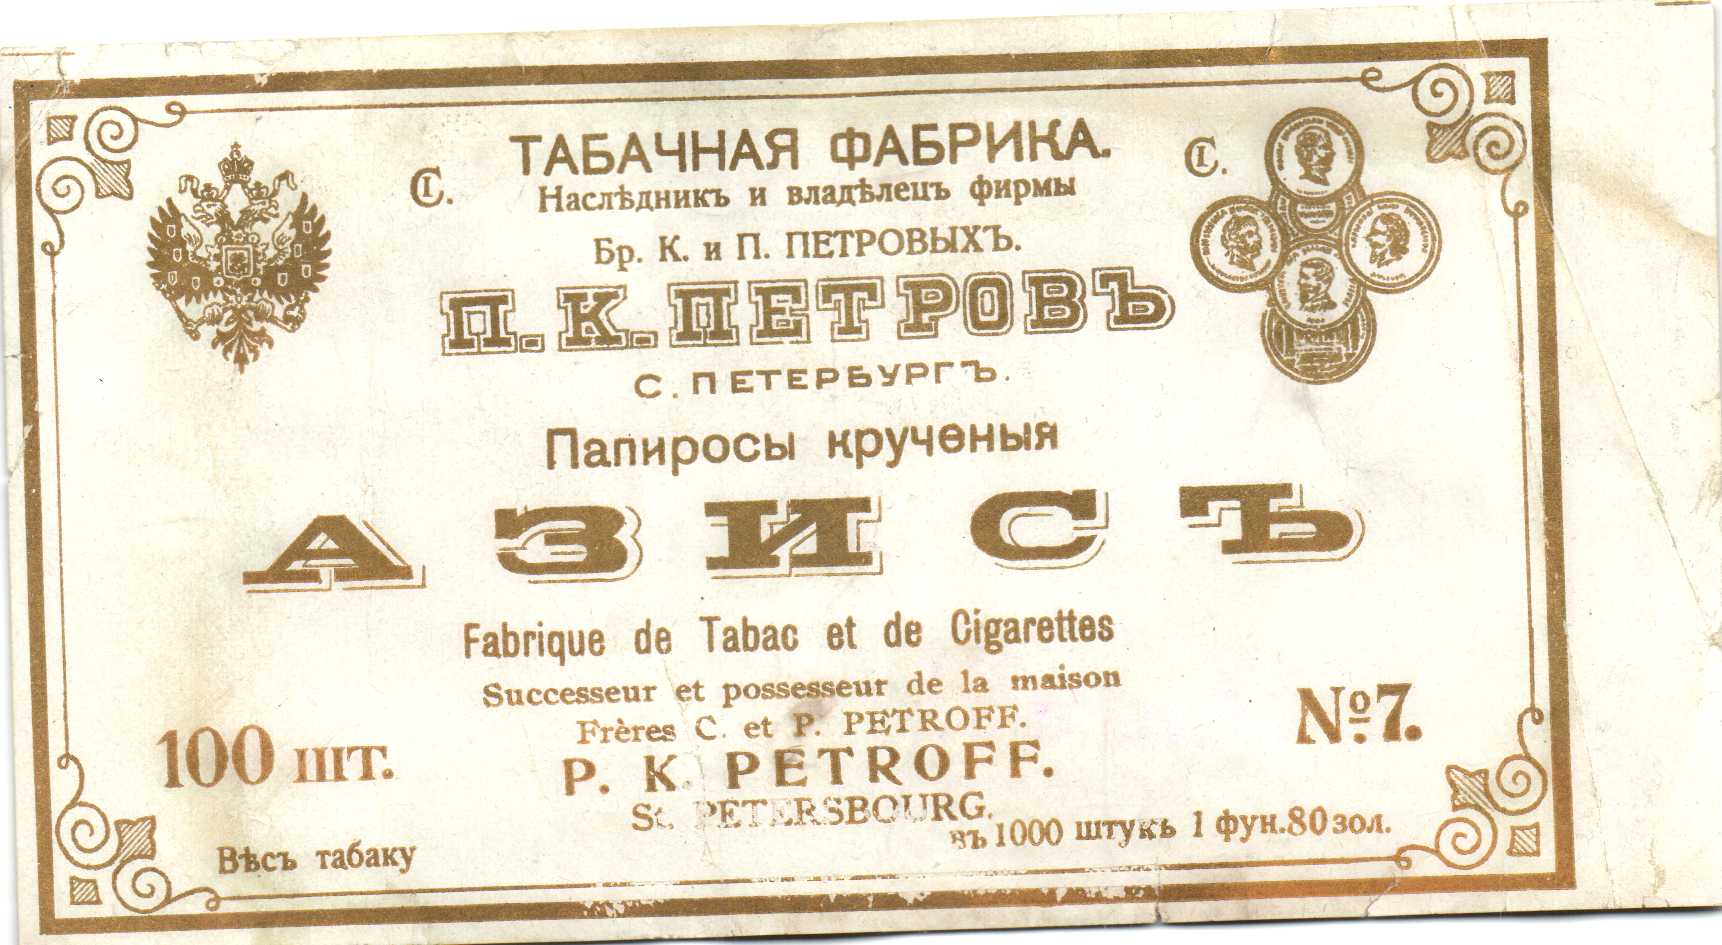 ТАБАЧНАЯ ФАБРИКА.
Наслѣдникъ и владѣлецъ фирмы
Бр. К. и П. ПЕТРОВЫХЪ.
П. К. ПЕТРОВЪ
С. ПЕТЕРБУРГЪ.
Папиросы крученыя
АЗИСЪ
Fabrique de Tabac et de Cigarettes
Successeur et possesseur de la maison
Frères C. et P. PETROFF.
P. K. PETROFF.
St. PETERSBOURG.
100 шт.
№ 7.
Вѣсъ табаку
въ 1000 штукъ 1 фун. 80 зол.